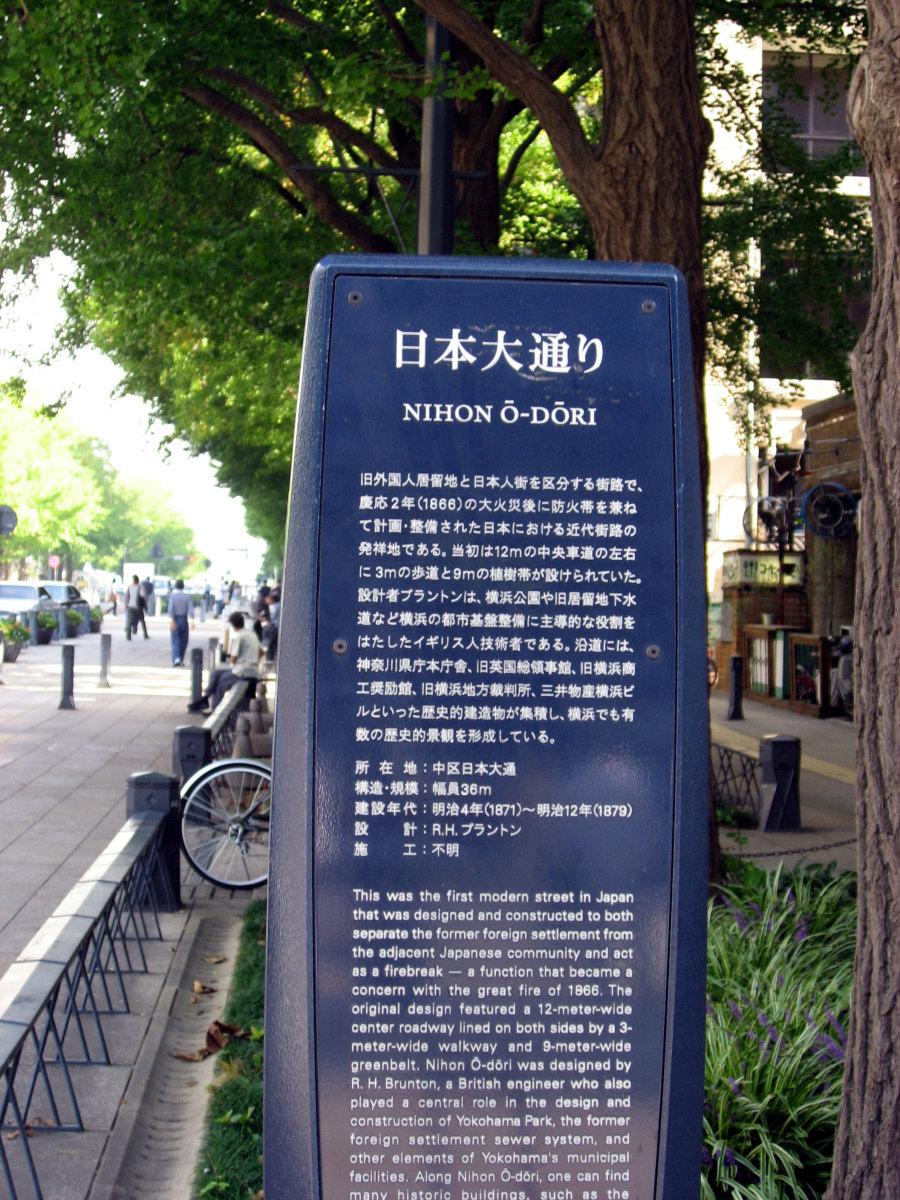 日本大通り
NIHON Ō-DŌRI
旧外国人居留地と日本人街を区分する街路で、
慶応2年(1866)の大火災後に防火帯を兼ね
て計画・整備された日本における近代街路の
発祥地である。当初は12mの中央車道の左右
に3mの歩道と9mの植樹帯が設けられていた。
設計者ブラントンは、横浜公園や旧居留地下水
道など横浜の都市基盤整備に主導的な役割を
はたしたイギリス人技術者である。沿道には、
神奈川県庁本庁舎、旧英国総領事館、旧横浜商
工奨励館、旧横浜地方裁判所、三井物産横浜ビ
ルといった歴史的建造物が集積し、横浜でも有
数の歴史的景観を形成している。
所在地：中区日本大通
構造・規模：幅員36m
建設年代：明治4年(1871)〜明治12年(1879)
設計：R.H.ブラントン
施工：不明
This was the first modern street in Japan
that was designed and constructed to both
separate the former foreign settlement from
the adjacent Japanese community and act
as a firebreak — a function that became a
concern with the great fire of 1866. The
original design featured a 12-meter-wide
center roadway lined on both sides by a 3-
meter-wide walkway and 9-meter-wide
greenbelt. Nihon Ō-dōri was designed by
R. H. Brunton, a British engineer who also
played a central role in the design and
construction of Yokohama Park, the former
foreign settlement sewer system, and
other elements of Yokohama's municipal
facilities. Along Nihon Ō-dōri, one can find
many historic buildings, such as the